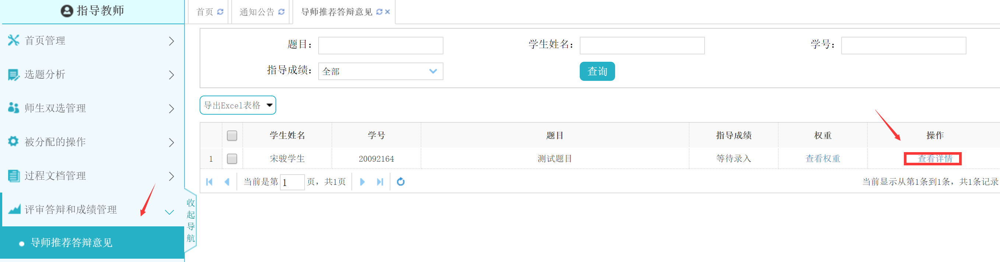 指导教师
首页
通知公告
导师推荐答辩意见
首页管理
选题分析
师生双选管理
被分配的操作
过程文档管理
评审答辩和成绩管理
导师推荐答辩意见
收起导航
题目：
学生姓名：
学号：
指导成绩：
全部
查询
导出Excel表格
学生姓名 学号 题目 指导成绩 权重 操作
1 宋骏学生 20092164 测试题目 等待录入 查看权重 查看详情
当前是第 1 页，共1页
当前显示从第1条到1条，共1条记录